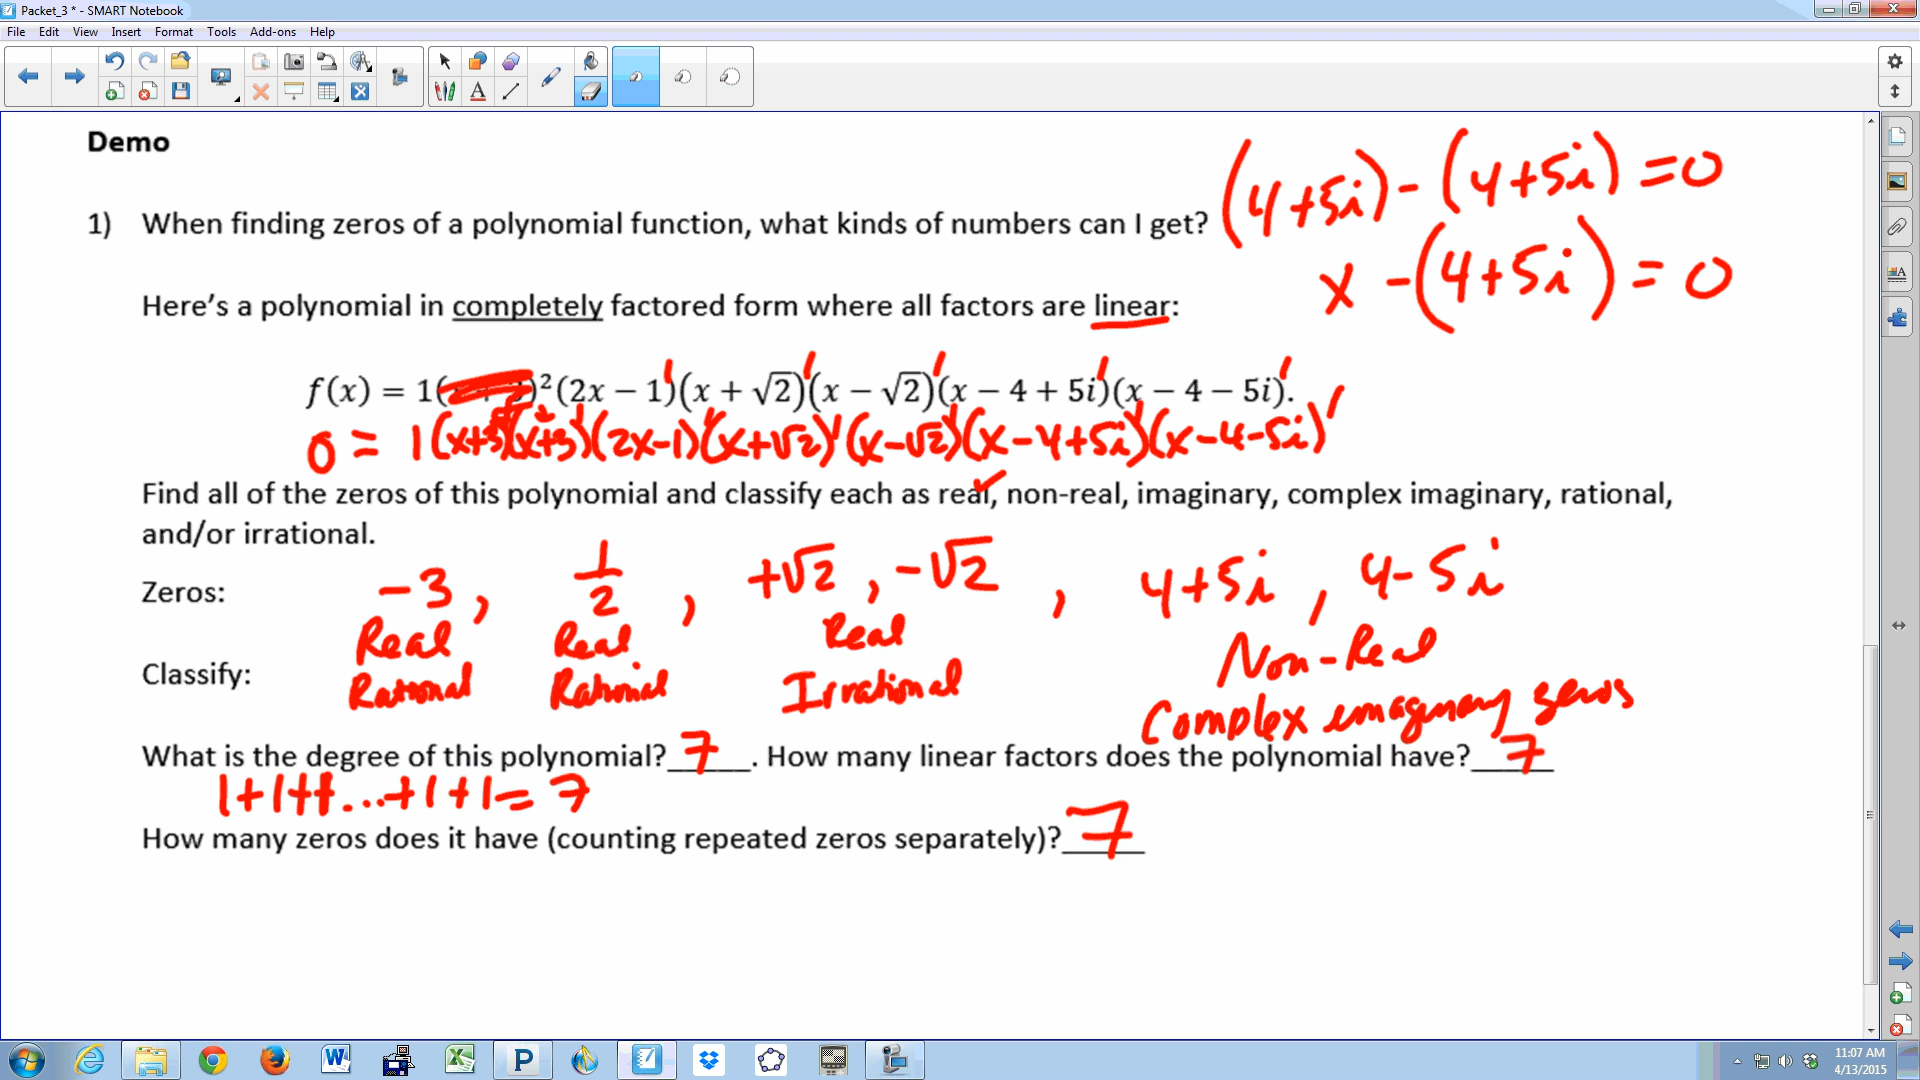 Packet_3 * - SMART Notebook
File Edit View Insert Format Tools Add-ons Help
Demo
(4+5i) - (4+5i) = 0
1) When finding zeros of a polynomial function, what kinds of numbers can I get?
x - (4+5i) = 0
Here's a polynomial in completely factored form where all factors are linear:
f(x) = 1( )²(2x − 1)(x + √2)(x − √2)(x − 4 + 5i)(x − 4 − 5i).
0 = 1(x+3)(x+3)(2x-1)(x+√2)(x-√2)(x-4+5i)(x-4-5i)
Find all of the zeros of this polynomial and classify each as real, non-real, imaginary, complex imaginary, rational,
and/or irrational.
Zeros: -3, 1/2, +√2, -√2, 4+5i, 4-5i
Real Real Real Non-Real
Classify: Rational Rational Irrational Complex imaginary zeros
What is the degree of this polynomial? 7. How many linear factors does the polynomial have? 7
1+1+1...+1+1=7
How many zeros does it have (counting repeated zeros separately)? 7
11:07 AM
4/13/2015